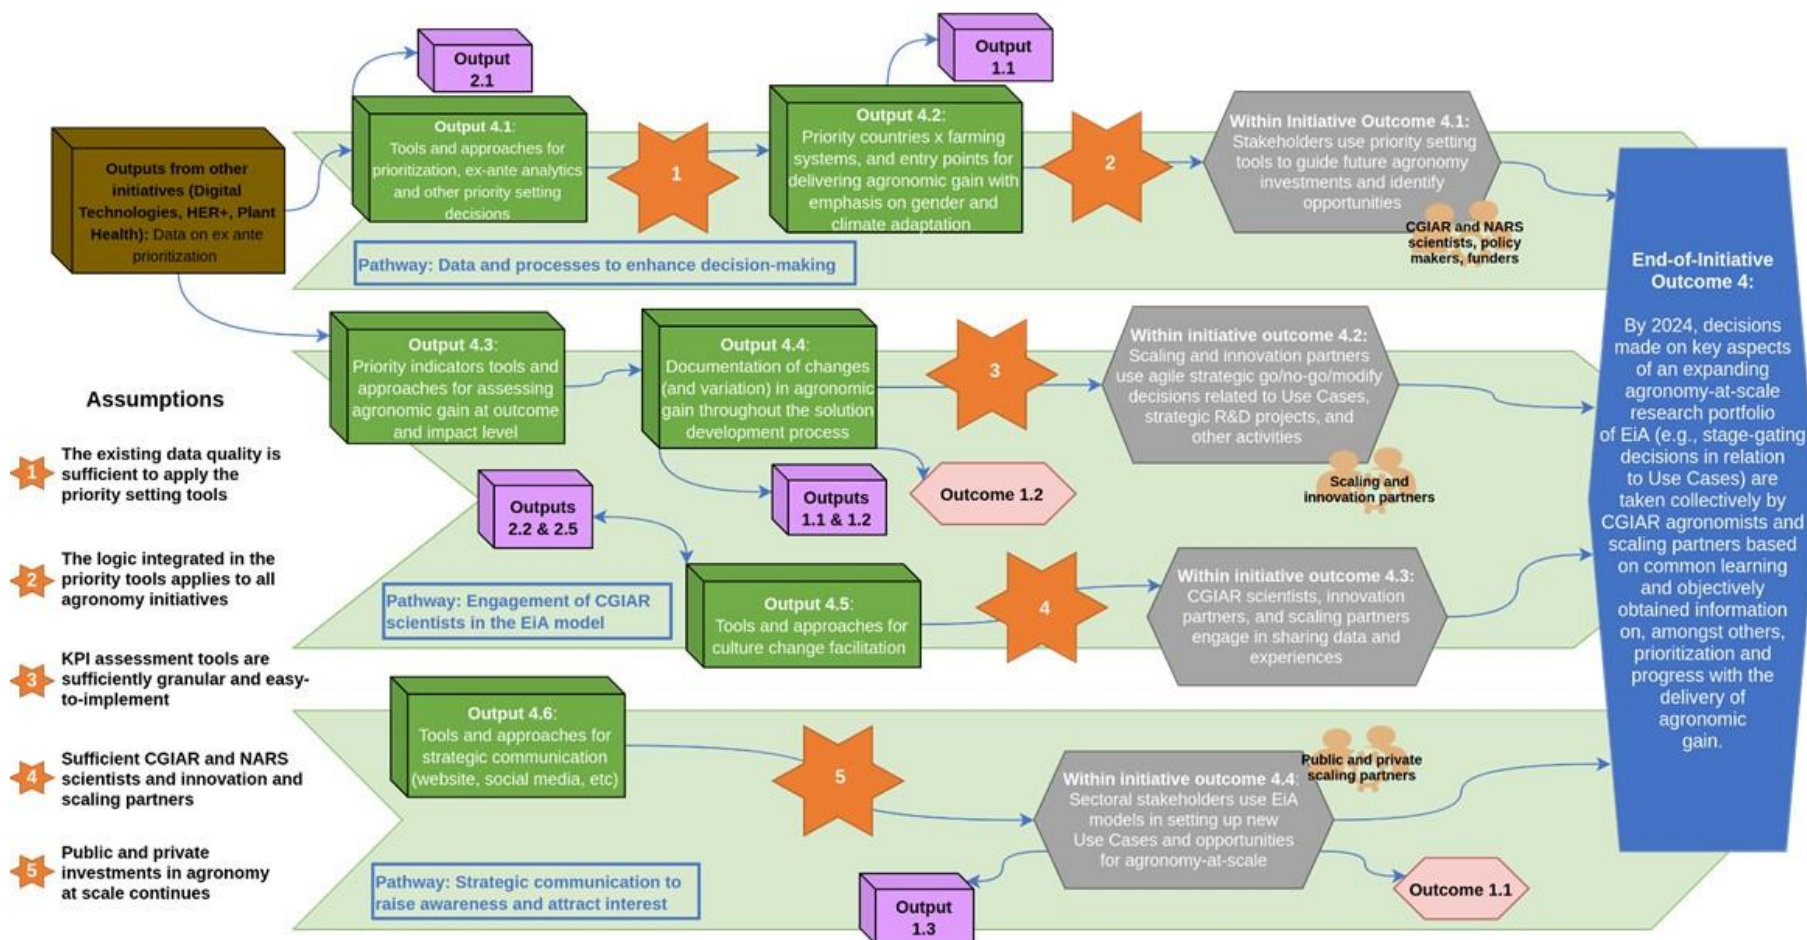 Output
2.1
Output
1.1
Outputs from other
initiatives (Digital
Technologies, HER+, Plant
Health): Data on ex ante
prioritization
Output 4.1:
Tools and approaches for
prioritization, ex-ante analytics
and other priority setting
decisions
1
Output 4.2:
Priority countries x farming
systems, and entry points for
delivering agronomic gain with
emphasis on gender and
climate adaptation
2
Within Initiative Outcome 4.1:
Stakeholders use priority setting
tools to guide future agronomy
investments and identify
opportunities
CGIAR and NARS
scientists, policy
makers, funders
Pathway: Data and processes to enhance decision-making
Output 4.3:
Priority indicators tools and
approaches for assessing
agronomic gain at outcome
and impact level
Output 4.4:
Documentation of changes
(and variation) in agronomic
gain throughout the solution
development process
3
Within initiative outcome 4.2:
Scaling and innovation partners
use agile strategic go/no-go/modify
decisions related to Use Cases,
strategic R&D projects, and
other activities
Scaling and
innovation partners
Outputs
2.2 & 2.5
Outputs
1.1 & 1.2
Outcome 1.2
Pathway: Engagement of CGIAR
scientists in the EiA model
Output 4.5:
Tools and approaches for
culture change facilitation
4
Within initiative outcome 4.3:
CGIAR scientists, innovation
partners, and scaling partners
engage in sharing data and
experiences
Output 4.6:
Tools and approaches for
strategic communication
(website, social media, etc)
5
Within initiative outcome 4.4:
Sectoral stakeholders use EiA
models in setting up new
Use Cases and opportunities
for agronomy-at-scale
Public and private
scaling partners
Pathway: Strategic communication to
raise awareness and attract interest
Output
1.3
Outcome 1.1
End-of-Initiative
Outcome 4:
By 2024, decisions
made on key aspects
of an expanding
agronomy-at-scale
research portfolio
of EiA (e.g., stage-gating
decisions in relation
to Use Cases) are
taken collectively by
CGIAR agronomists and
scaling partners based
on common learning
and objectively
obtained information
on, amongst others,
prioritization and
progress with the
delivery of
agronomic
gain.
Assumptions
1
The existing data quality is
sufficient to apply the
priority setting tools
2
The logic integrated in the
priority tools applies to all
agronomy initiatives
3
KPI assessment tools are
sufficiently granular and easy-
to-implement
4
Sufficient CGIAR and NARS
scientists and innovation and
scaling partners
5
Public and private
investments in agronomy
at scale continues